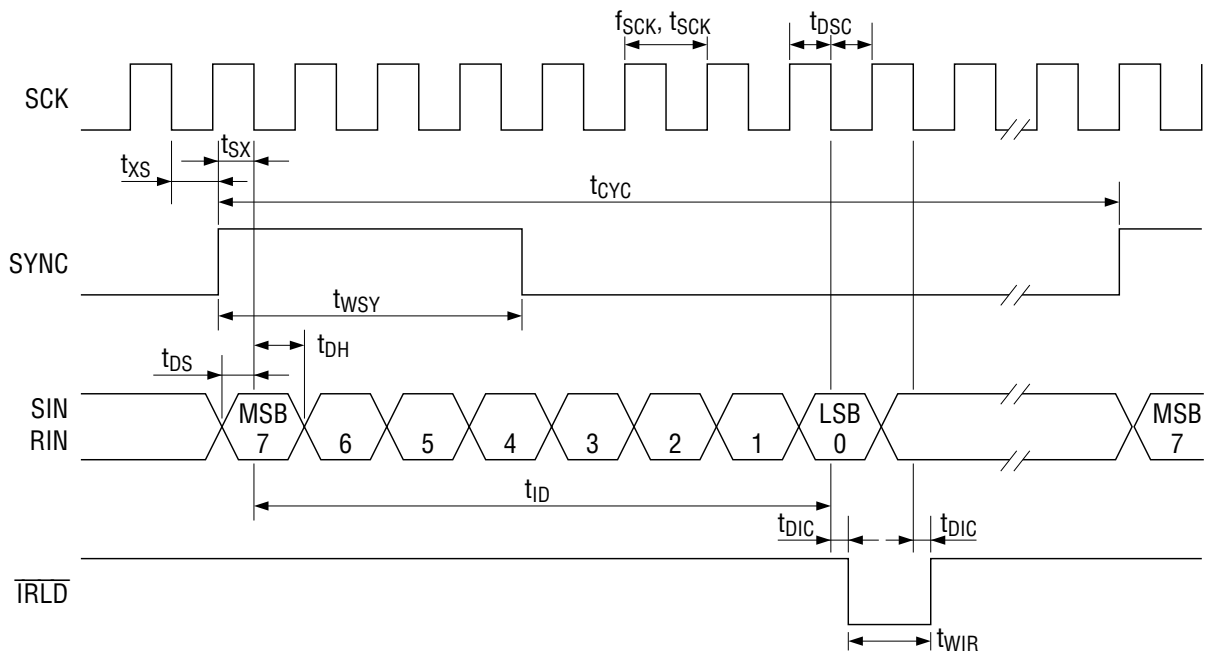 fSCK, tSCK
tDSC
SCK
tSX
tXS
tCYC
SYNC
tWSY
tDH
tDS
SIN
RIN
MSB
7
6
5
4
3
2
1
LSB
0
MSB
7
tID
tDIC
tDIC
IRLD
tWIR